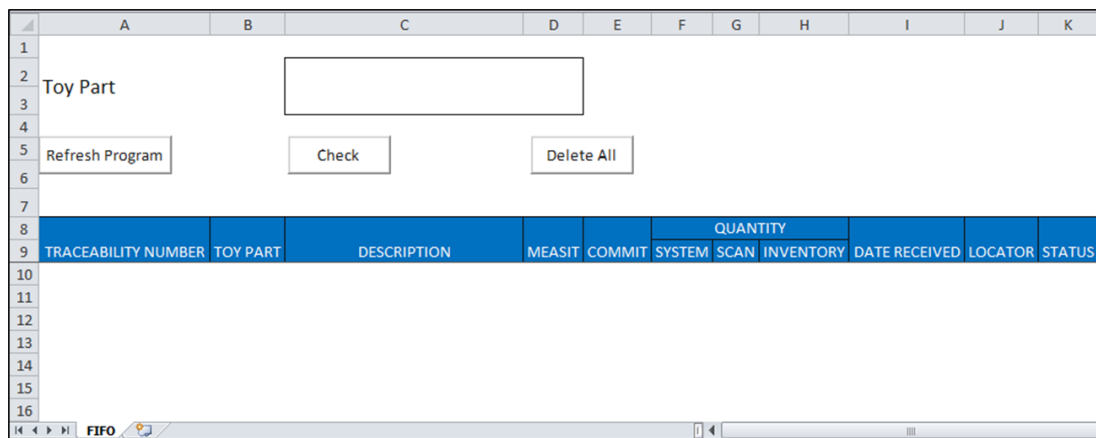 A B C D E F G H I J K
1
2
Toy Part
3
4
5
Refresh Program Check Delete All
6
7
8 QUANTITY
9 TRACEABILITY NUMBER TOY PART DESCRIPTION MEASIT COMMIT SYSTEM SCAN INVENTORY DATE RECEIVED LOCATOR STATUS
10
11
12
13
14
15
16
FIFO